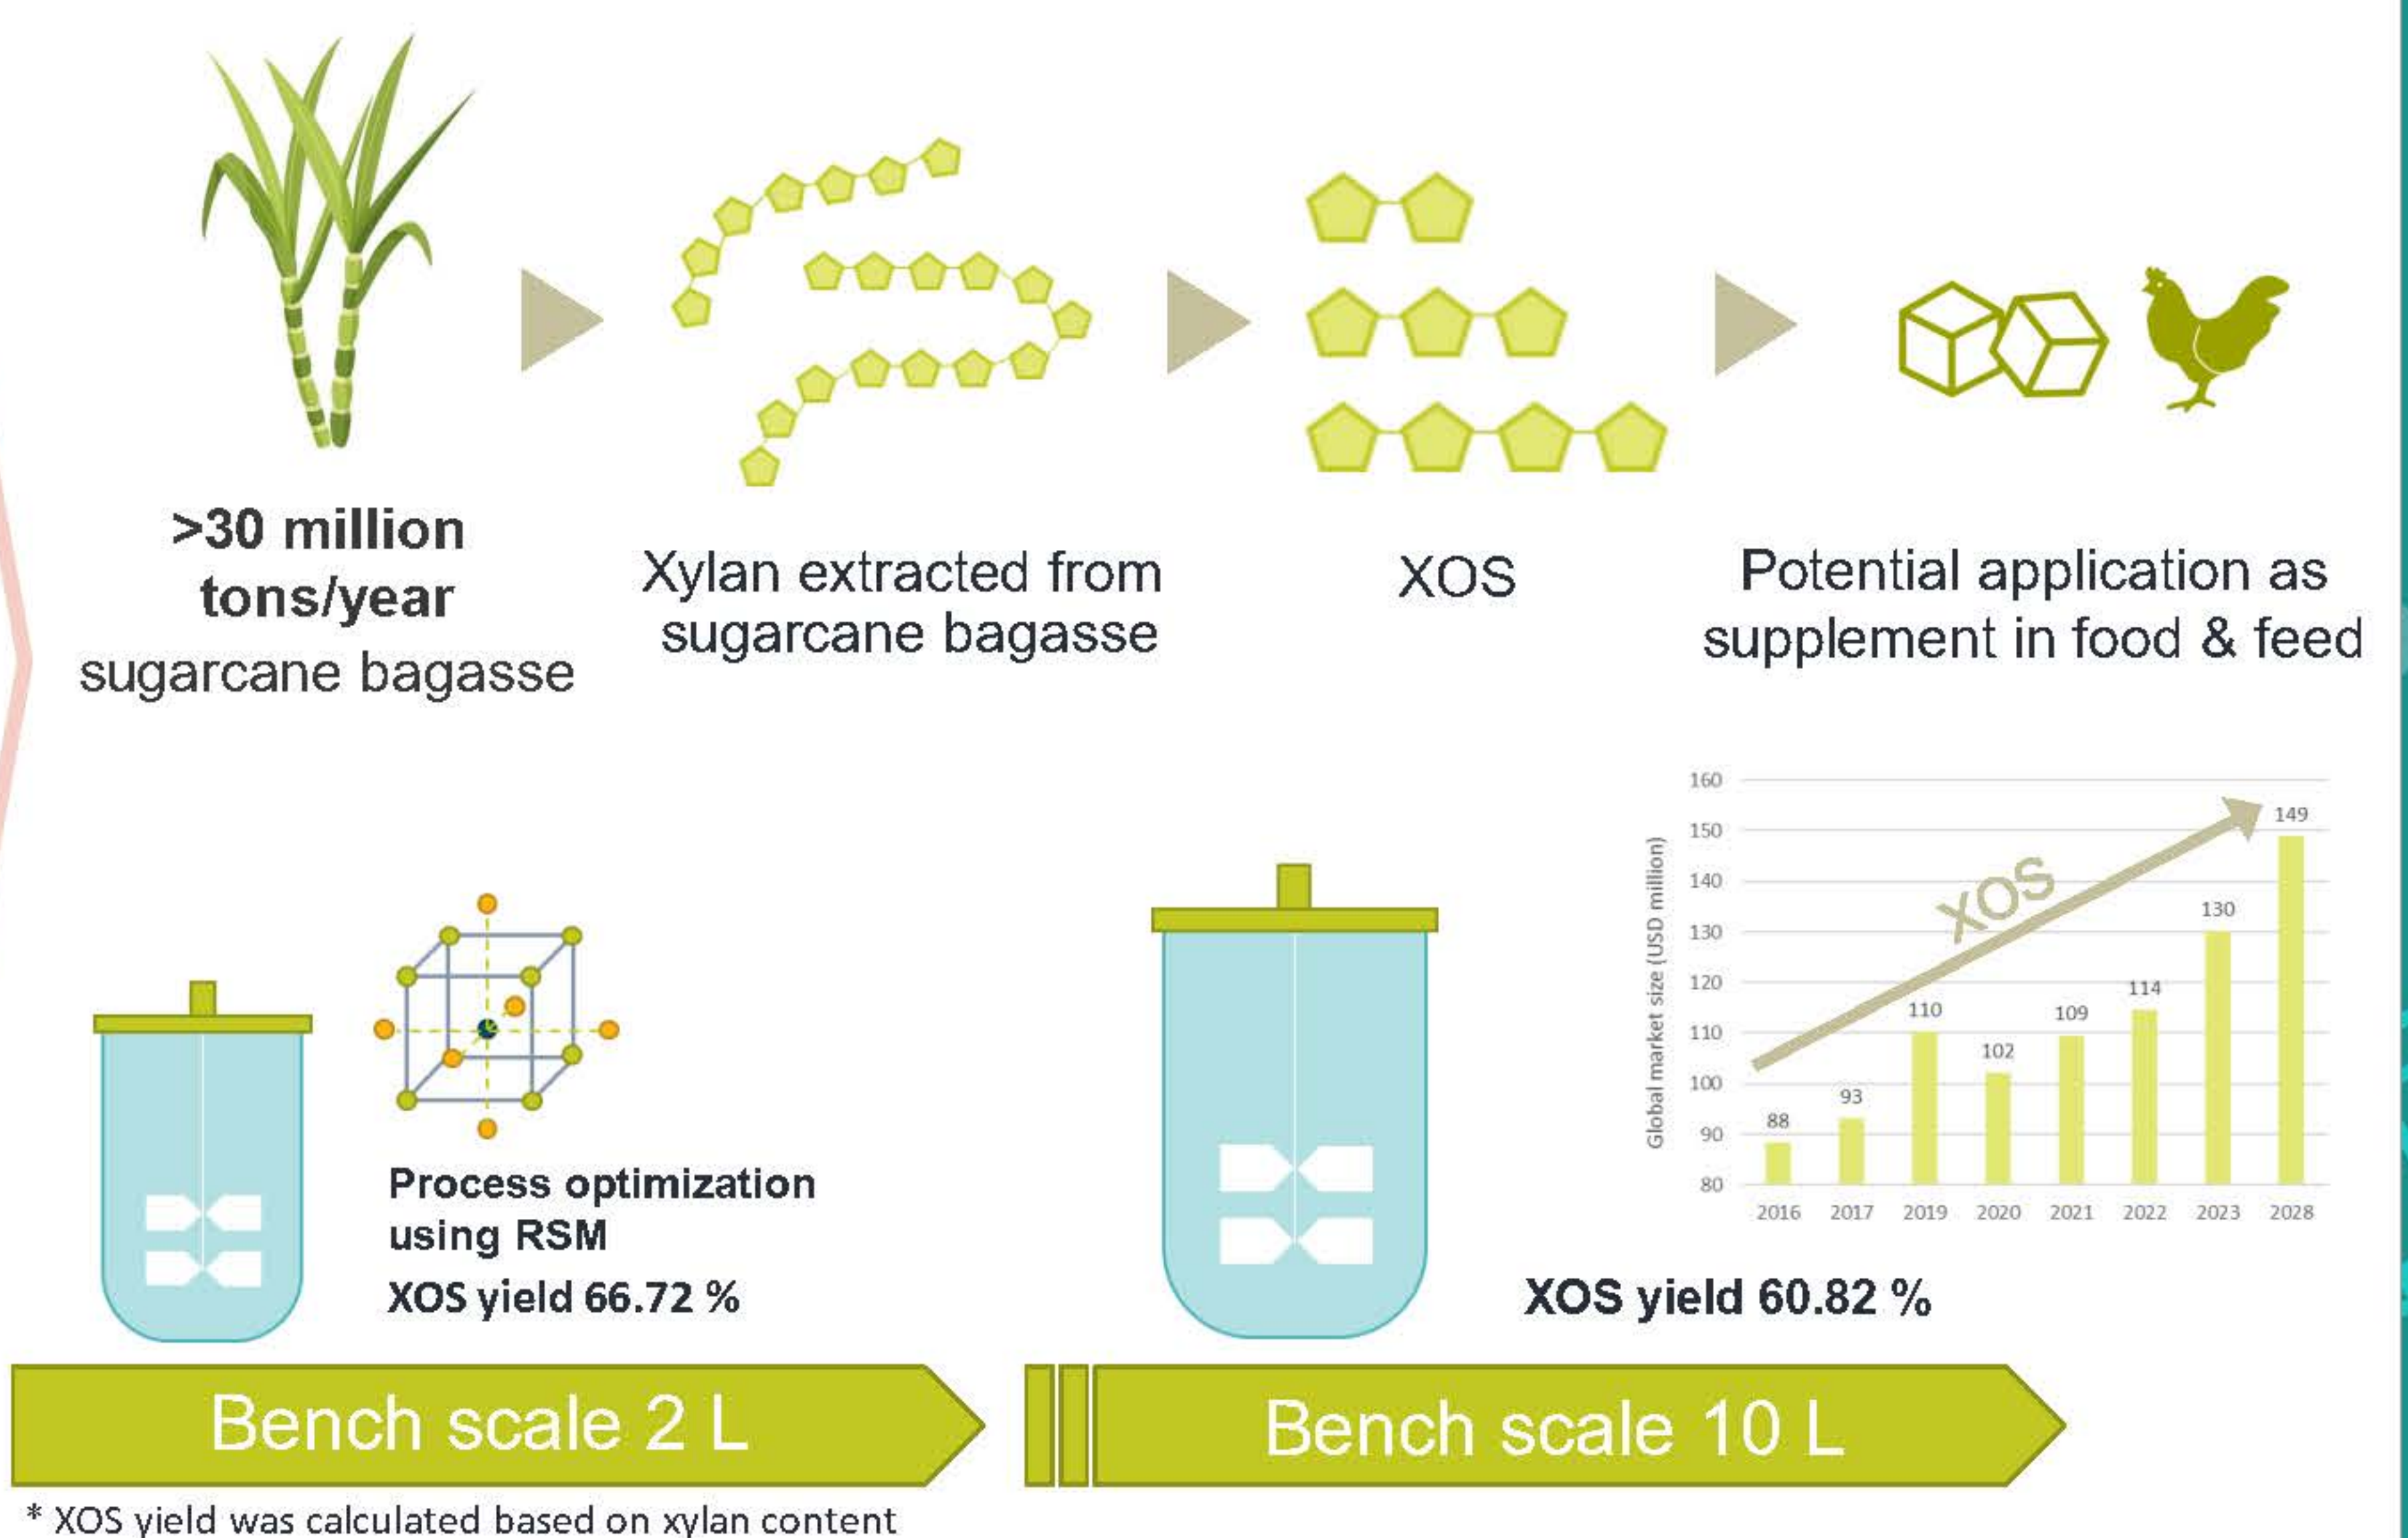 >30 million
tons/year
sugarcane bagasse
Xylan extracted from
sugarcane bagasse
XOS
Potential application as
supplement in food & feed
Process optimization
using RSM
XOS yield 66.72 %
Global market size (USD million)
160
150
140
130
120
110
100
90
80
XOS
88
93
110
102
109
114
130
149
2016
2017
2019
2020
2021
2022
2023
2028
XOS yield 60.82 %
Bench scale 2 L
Bench scale 10 L
* XOS yield was calculated based on xylan content